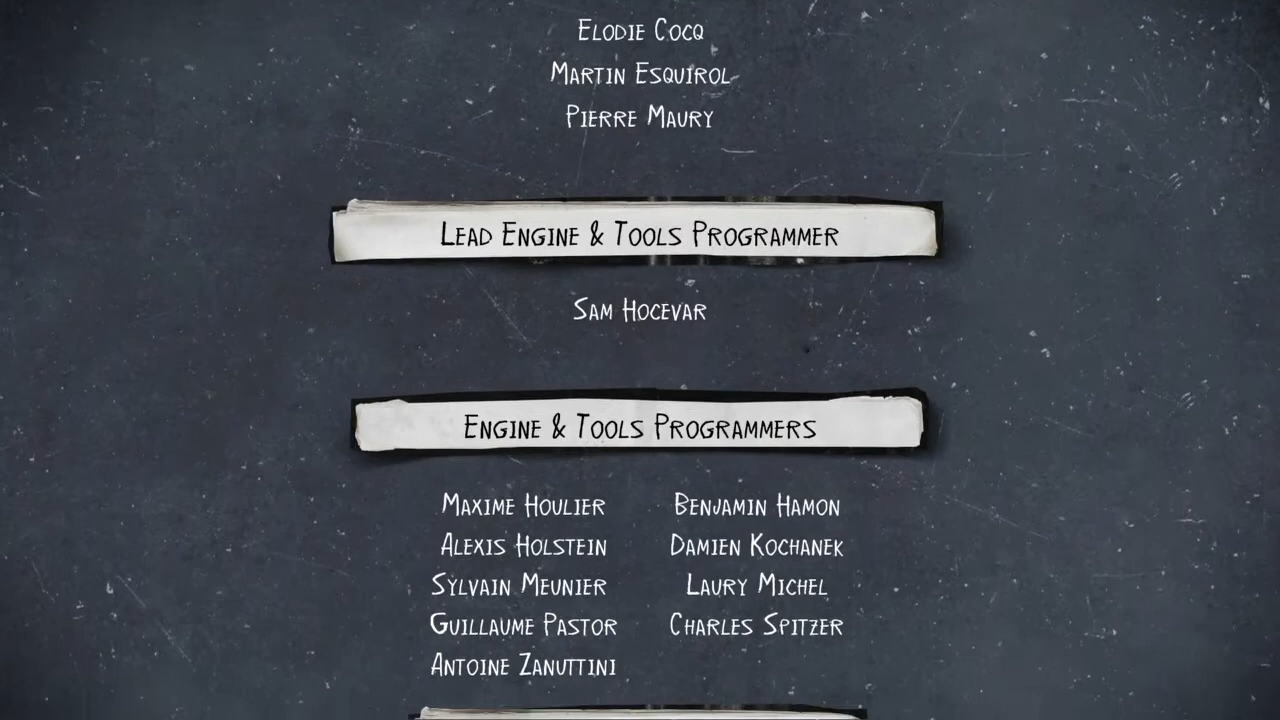 Elodie Cocq
Martin Esquirol
Pierre Maury
Lead Engine & Tools Programmer
Sam Hocevar
Engine & Tools Programmers
Maxime Houlier Benjamin Hamon
Alexis Holstein Damien Kochanek
Sylvain Meunier Laury Michel
Guillaume Pastor Charles Spitzer
Antoine Zanuttini